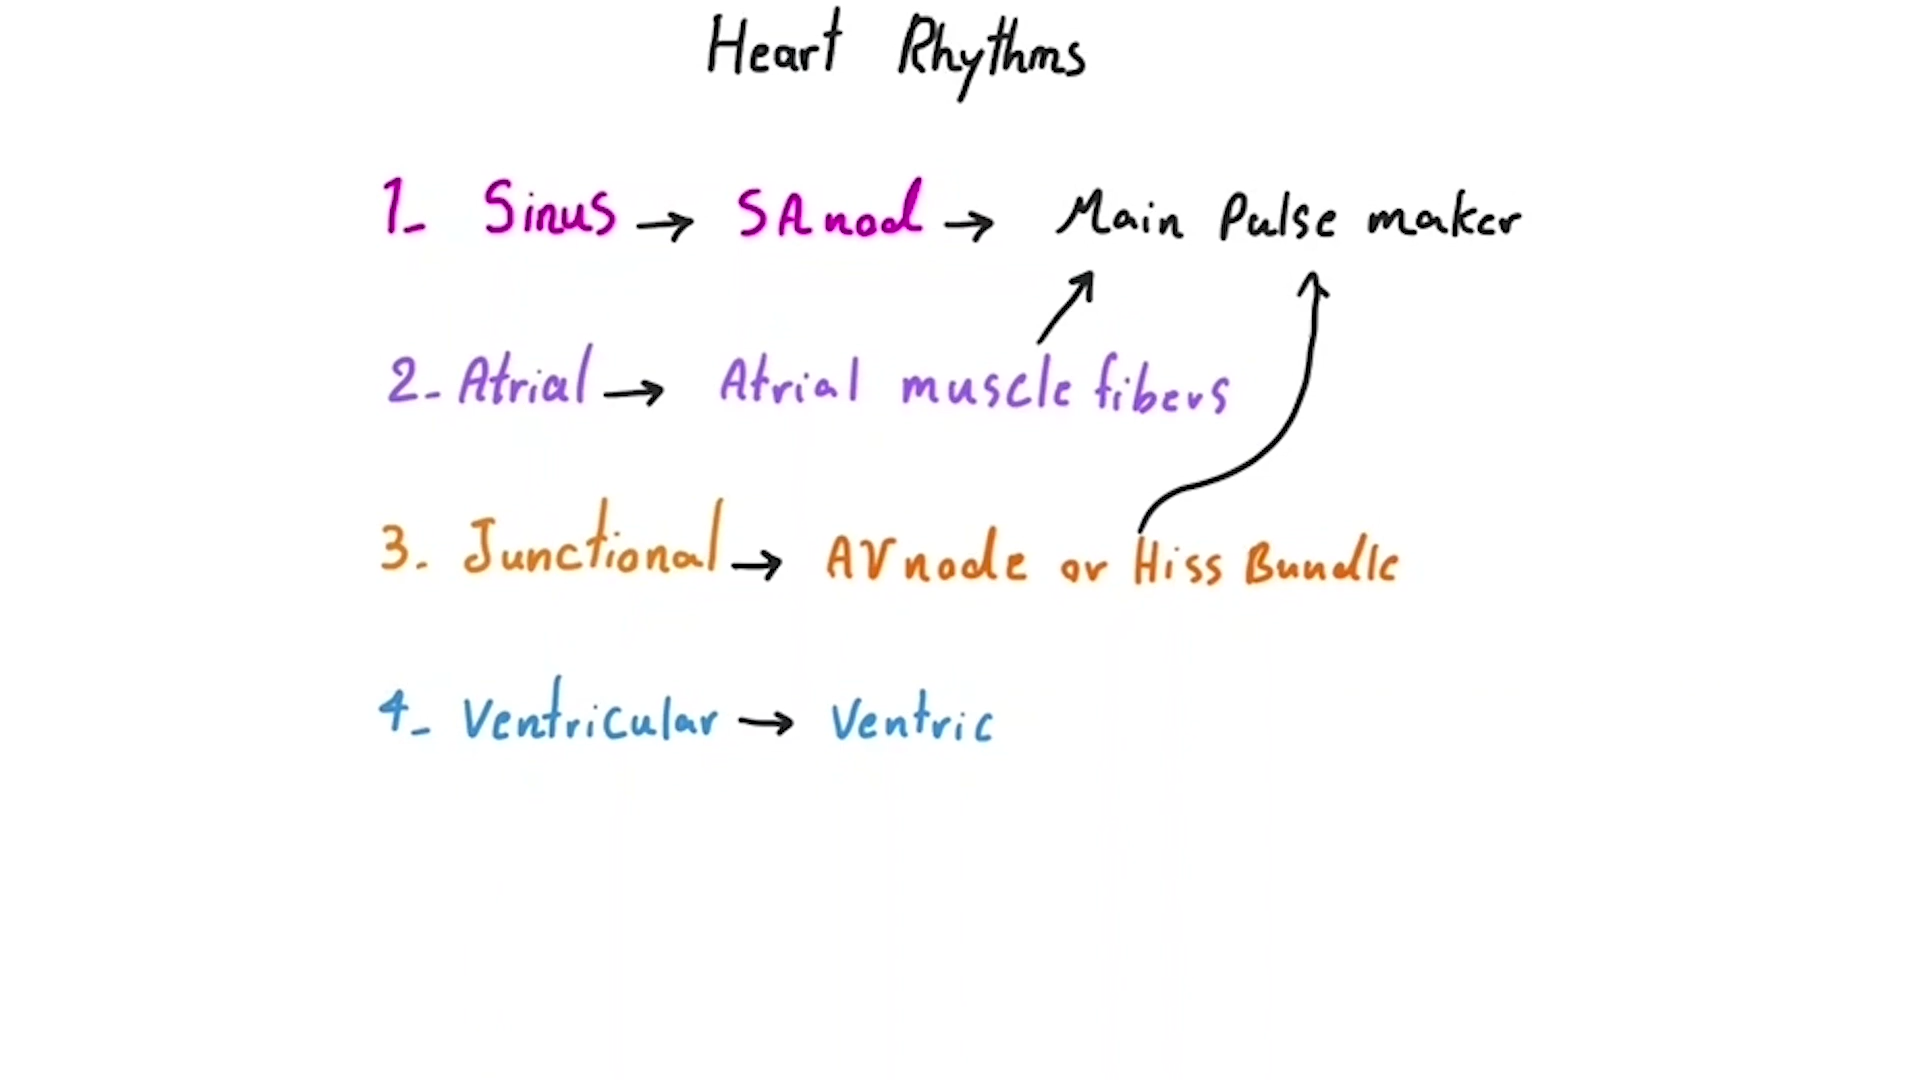 Heart Rhythms
1- Sinus → SA nod → Main Pulse maker
2- Atrial → Atrial muscle fibers
3. Junctional → AV node or Hiss Bundle
4- Ventricular → Ventric